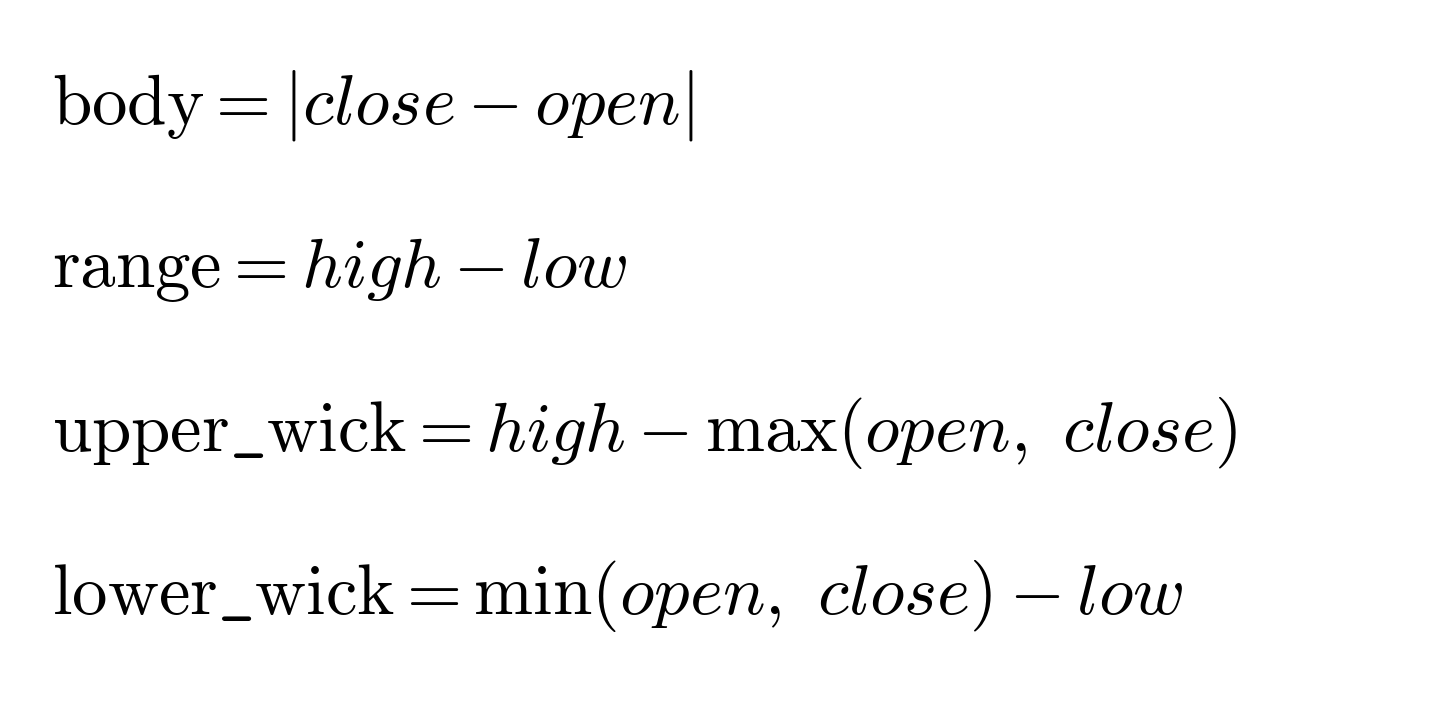 body = |close − open|
range = high − low
upper_wick = high − max(open, close)
lower_wick = min(open, close) − low